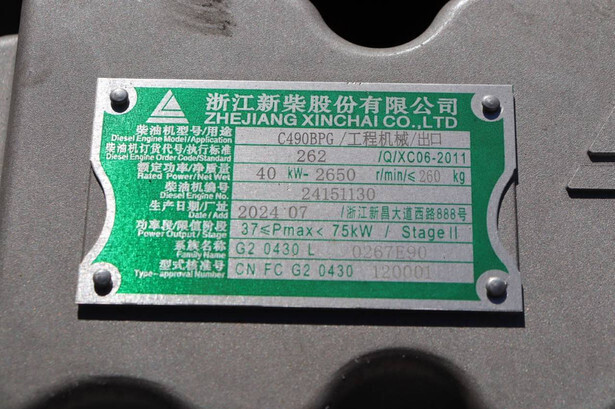 浙江新柴股份有限公司
ZHEJIANG XINCHAI CO.,LTD
柴油机型号/用途 C490BPG /工程机械/出口
Diesel Engine Model/Application
柴油机订货代号/执行标准 262 /Q/XC06-2011
Diesel Engine Order Code/Standard
额定功率/净质量 40 kW- 2650 r/min/≤ 260 kg
Rated Power/Net Wet
柴油机编号 24151130
Diesel Engine No.
生产日期/厂址 2024 07 /浙江新昌大道西路888号
Date/Add
功率段/限值阶段 37≤Pmax< 75kW / Stage II
Power Output/Stage
系族名称 G2 0430 L 0267E90
Family Name
型式核准号 CN FC G2 0430 120001
Type-approval Number